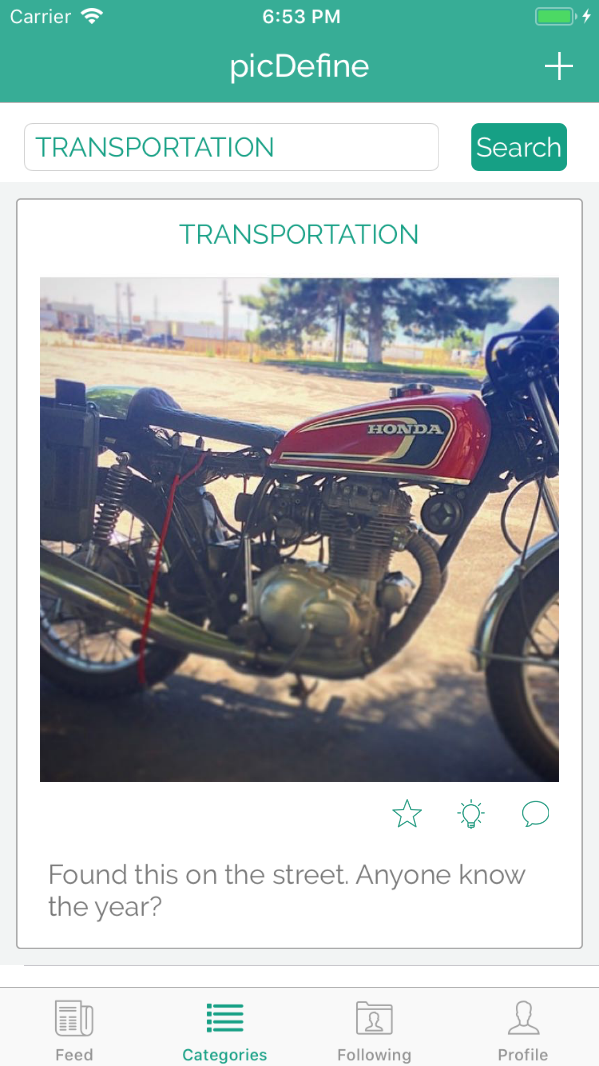 Carrier 6:53 PM
picDefine
TRANSPORTATION Search
TRANSPORTATION
HONDA
Found this on the street. Anyone know
the year?
Feed Categories Following Profile